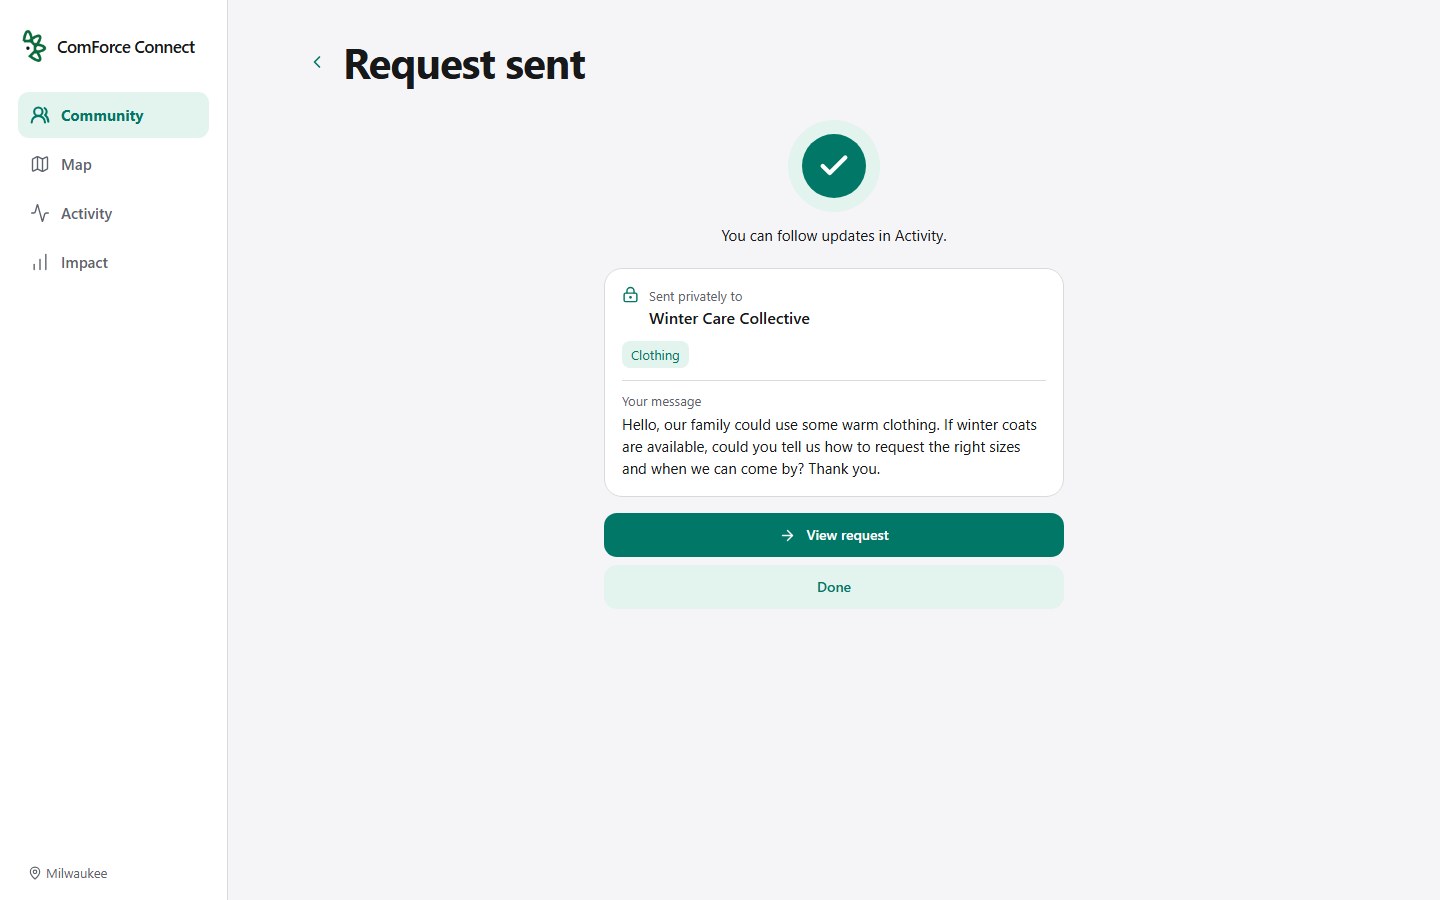 ComForce Connect
Community
Map
Activity
Impact
Milwaukee
Request sent
You can follow updates in Activity.
Sent privately to
Winter Care Collective
Clothing
Your message
Hello, our family could use some warm clothing. If winter coats
are available, could you tell us how to request the right sizes
and when we can come by? Thank you.
View request
Done